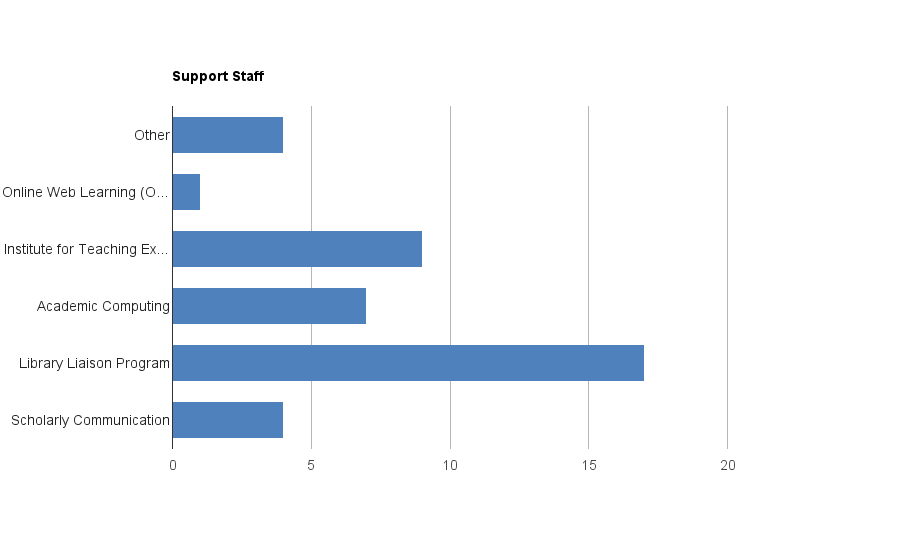 Support Staff
Other
Online Web Learning (O...
Institute for Teaching Ex...
Academic Computing
Library Liaison Program
Scholarly Communication
0 5 10 15 20